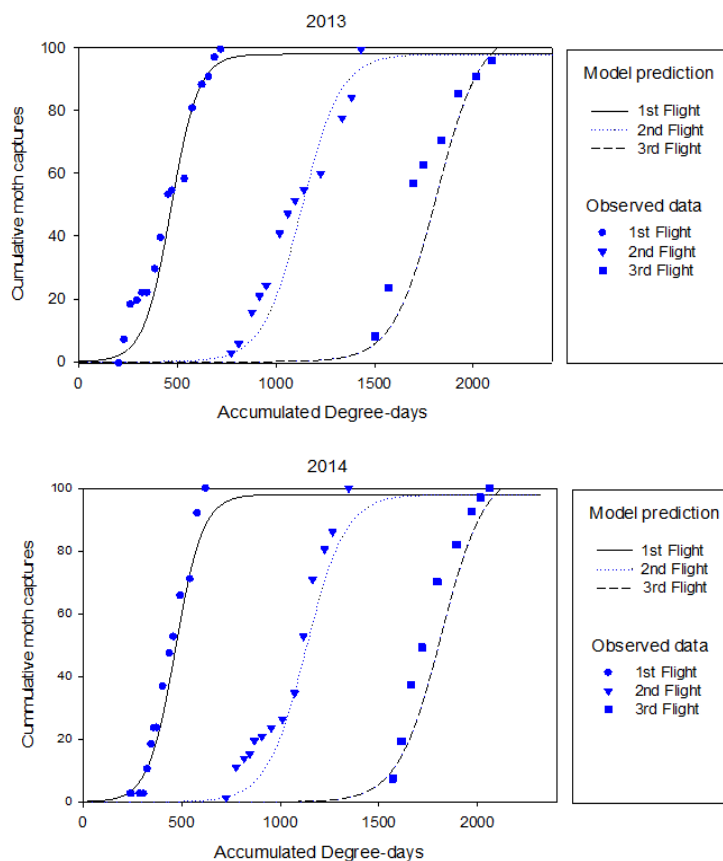 2013
100
80
60
40
20
0
Cumulative moth captures
0 500 1000 1500 2000
Accumulated Degree-days
Model prediction
1st Flight
2nd Flight
3rd Flight
Observed data
1st Flight
2nd Flight
3rd Flight
2014
100
80
60
40
20
0
Cummulative moth captures
0 500 1000 1500 2000
Accumulated Degree-days
Model prediction
1st Flight
2nd Flight
3rd Flight
Observed data
1st Flight
2nd Flight
3rd Flight